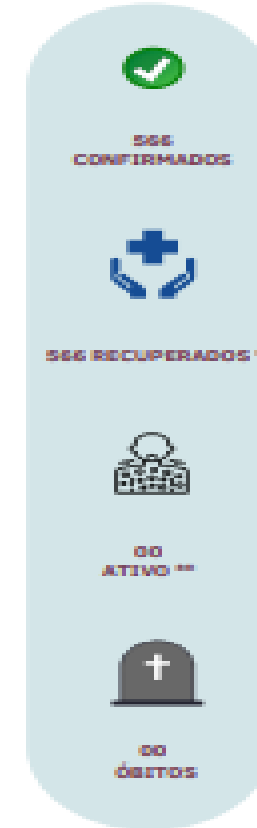 566
CONFIRMADOS
566 RECUPERADOS *
00
ATIVO **
00
ÓBITOS